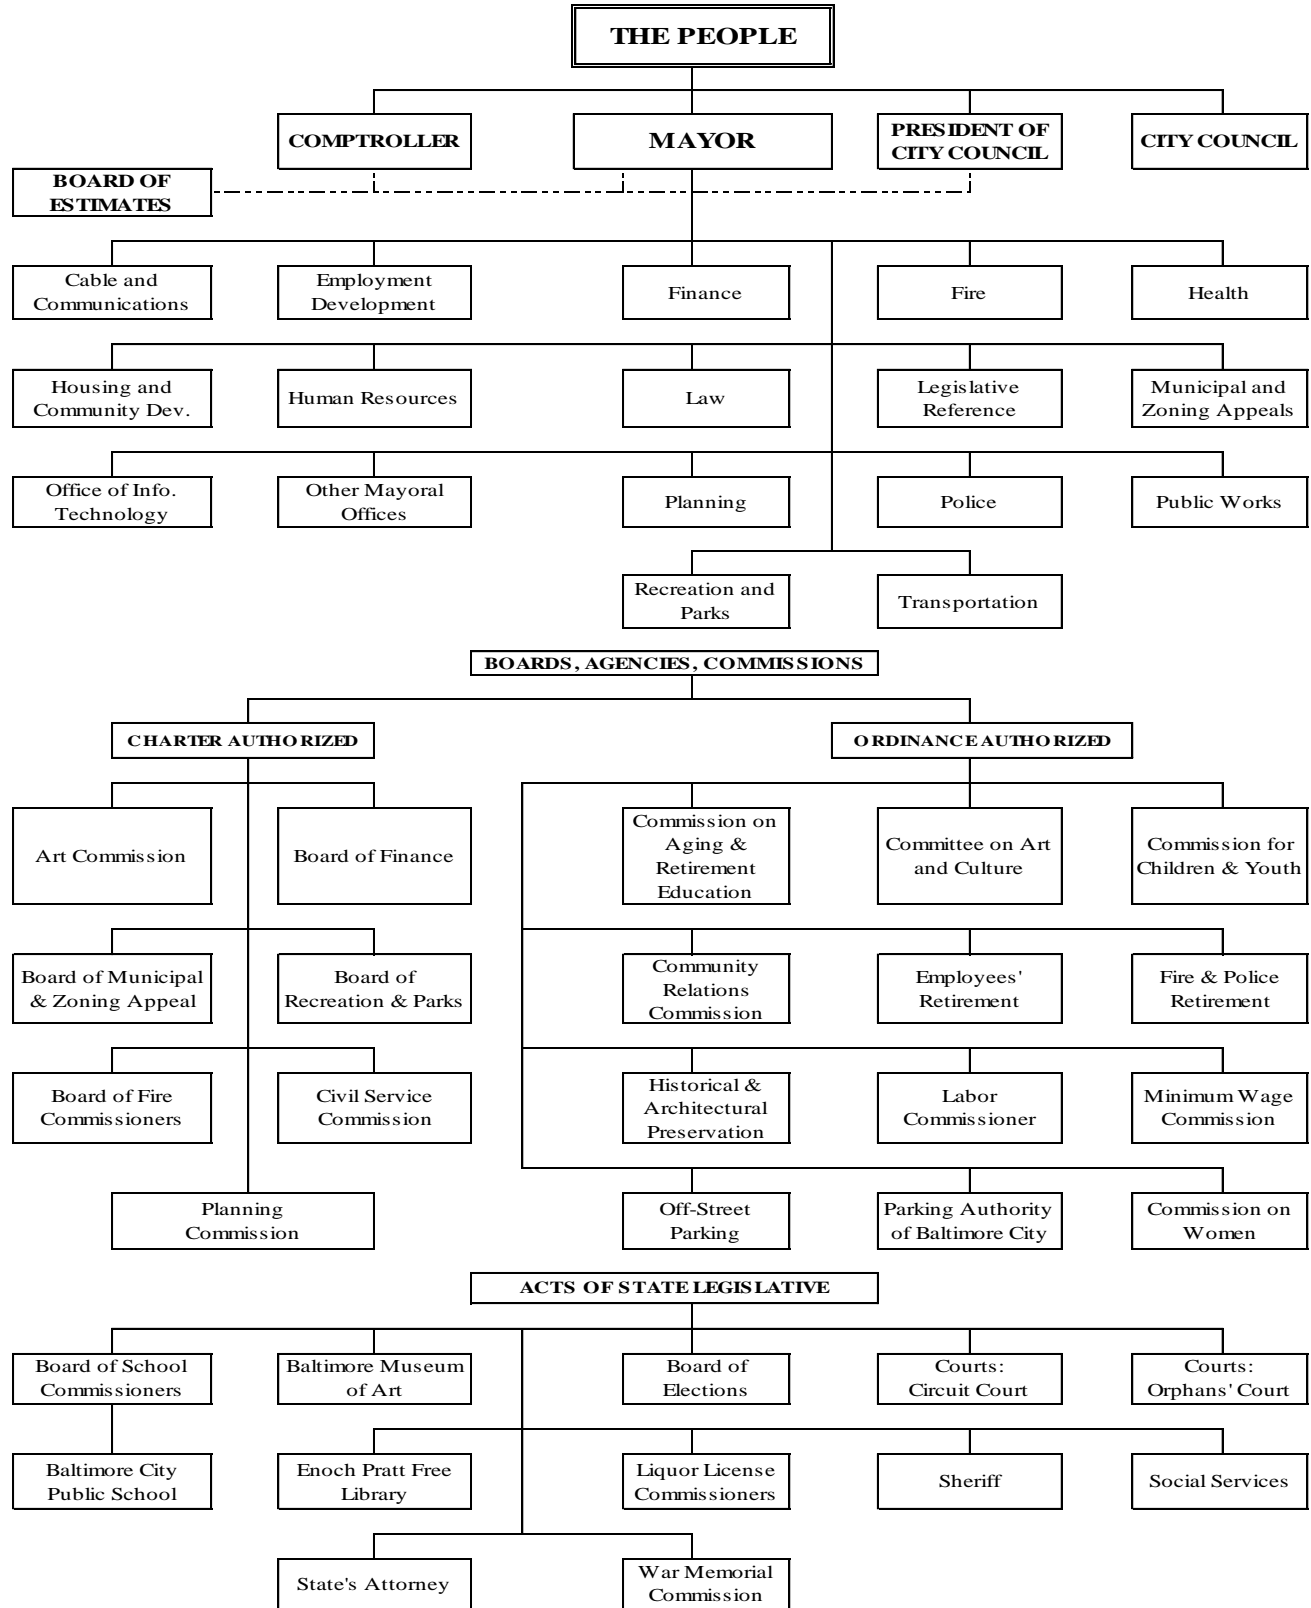 THE PEOPLE
COMPTROLLER
MAYOR
PRESIDENT OF
CITY COUNCIL
CITY COUNCIL
BOARD OF
ESTIMATES
Cable and
Communications
Employment
Development
Finance
Fire
Health
Housing and
Community Dev.
Human Resources
Law
Legislative
Reference
Municipal and
Zoning Appeals
Office of Info.
Technology
Other Mayoral
Offices
Planning
Police
Public Works
Recreation and
Parks
Transportation
BOARDS, AGENCIES, COMMISSIONS
CHARTER AUTHORIZED
ORDINANCE AUTHORIZED
Art Commission
Board of Finance
Commission on
Aging &
Retirement
Education
Committee on Art
and Culture
Commission for
Children & Youth
Board of Municipal
& Zoning Appeal
Board of
Recreation & Parks
Community
Relations
Commission
Employees'
Retirement
Fire & Police
Retirement
Board of Fire
Commissioners
Civil Service
Commission
Historical &
Architectural
Preservation
Labor
Commissioner
Minimum Wage
Commission
Planning
Commission
Off-Street
Parking
Parking Authority
of Baltimore City
Commission on
Women
ACTS OF STATE LEGISLATIVE
Board of School
Commissioners
Baltimore Museum
of Art
Board of
Elections
Courts:
Circuit Court
Courts:
Orphans' Court
Baltimore City
Public School
Enoch Pratt Free
Library
Liquor License
Commissioners
Sheriff
Social Services
State's Attorney
War Memorial
Commission